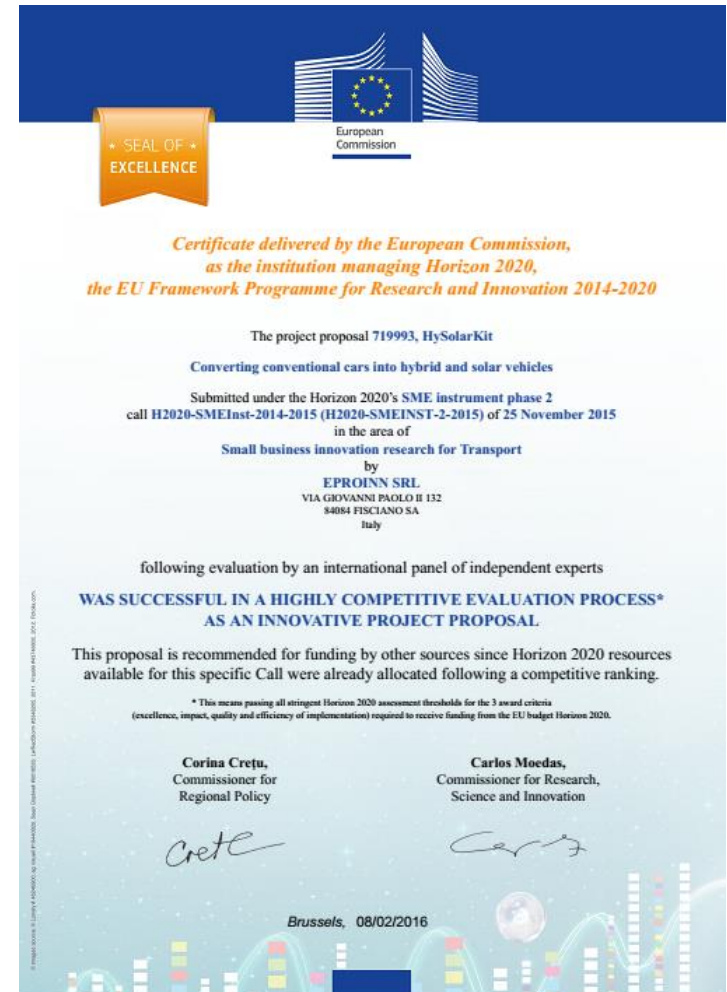 European
Commission
★ SEAL OF ★
EXCELLENCE
Certificate delivered by the European Commission,
as the institution managing Horizon 2020,
the EU Framework Programme for Research and Innovation 2014-2020
The project proposal 719993, HySolarKit
Converting conventional cars into hybrid and solar vehicles
Submitted under the Horizon 2020's SME instrument phase 2
call H2020-SMEInst-2014-2015 (H2020-SMEINST-2-2015) of 25 November 2015
in the area of
Small business innovation research for Transport
by
EPROINN SRL
VIA GIOVANNI PAOLO II 132
84084 FISCIANO SA
Italy
following evaluation by an international panel of independent experts
WAS SUCCESSFUL IN A HIGHLY COMPETITIVE EVALUATION PROCESS*
AS AN INNOVATIVE PROJECT PROPOSAL
This proposal is recommended for funding by other sources since Horizon 2020 resources
available for this specific Call were already allocated following a competitive ranking.
* This means passing all stringent Horizon 2020 assessment thresholds for the 3 award criteria
(excellence, impact, quality and efficiency of implementation) required to receive funding from the EU budget Horizon 2020.
Corina Crețu,
Commissioner for
Regional Policy
Carlos Moedas,
Commissioner for Research,
Science and Innovation
Brussels, 08/02/2016